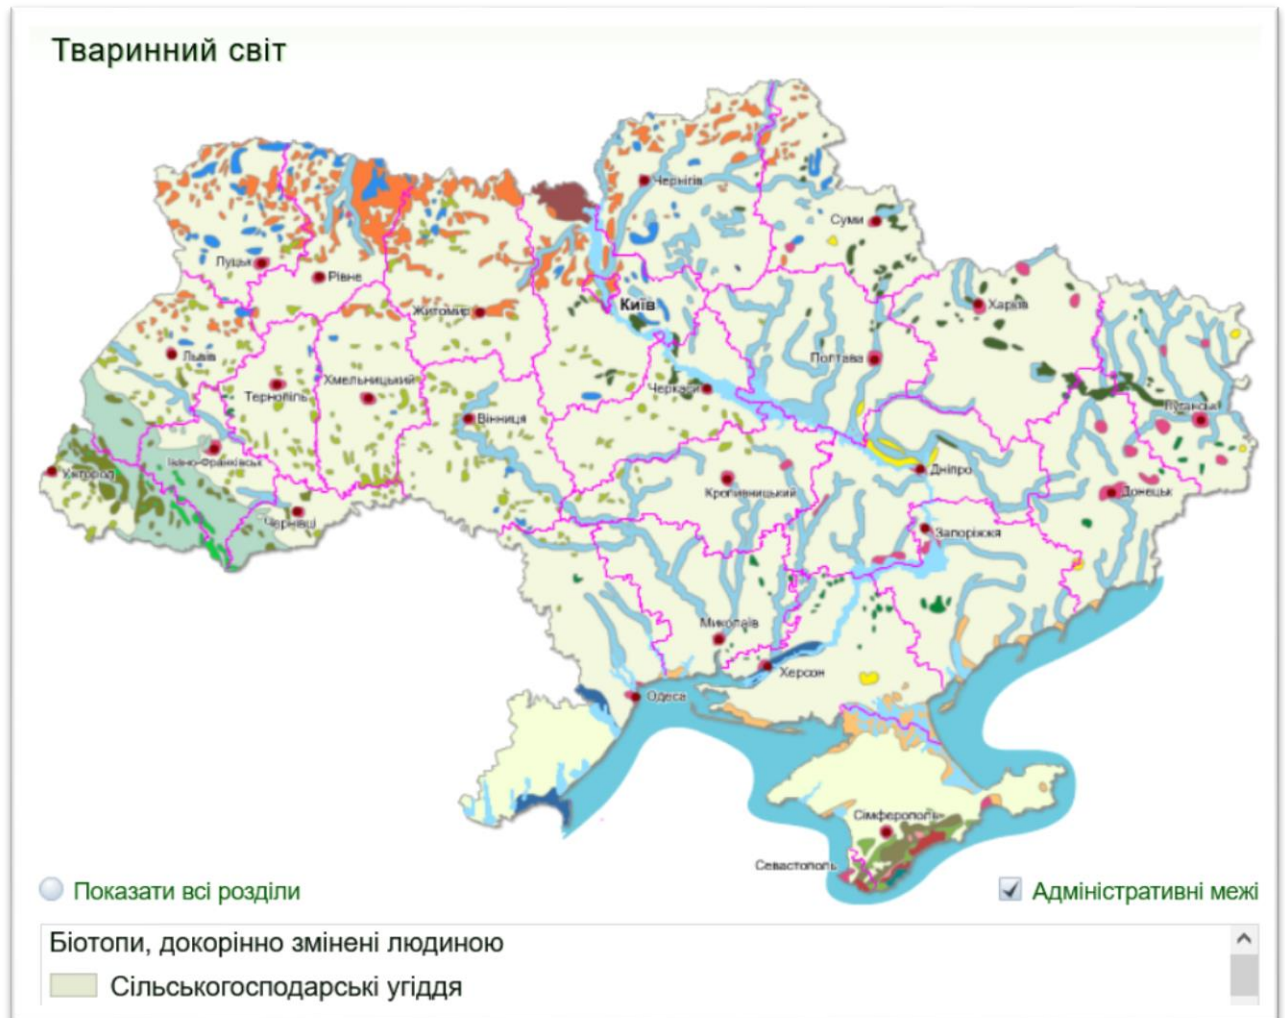 Тваринний світ
Чернігів
Суми
Луцьк
Рівне
Київ
Харків
Житомир
Львів
Полтава
Хмельницький
Тернопіль
Черкаси
Вінниця
Луганськ
Івано-Франківськ
Ужгород
Дніпро
Кропивницький
Донецьк
Чернівці
Запоріжжя
Миколаїв
Херсон
Одеса
Сімферополь
Севастополь
Показати всі розділи
Адміністративні межі
Біотопи, докорінно змінені людиною
Сільськогосподарські угіддя